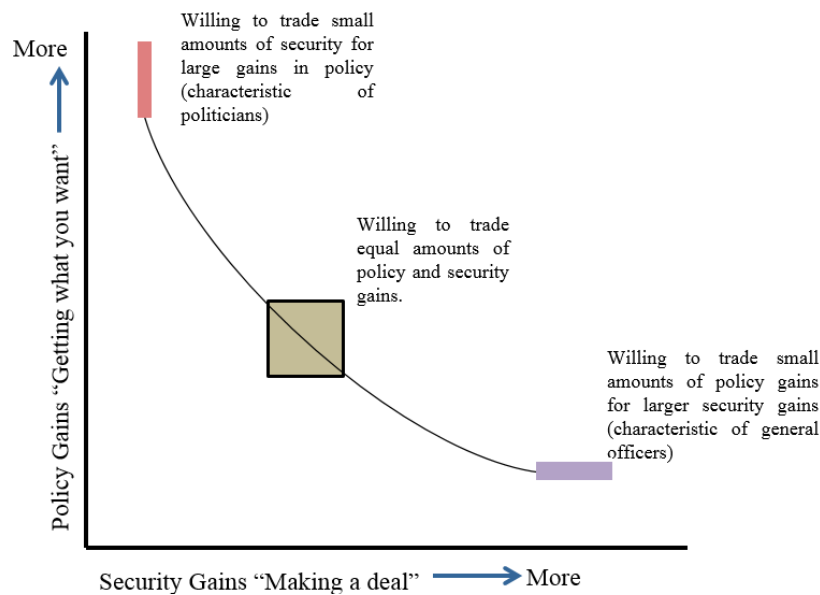 Willing to trade small
amounts of security for
large gains in policy
(characteristic of
politicians)
More
Policy Gains “Getting what you want”
Willing to trade
equal amounts of
policy and security
gains.
Willing to trade small
amounts of policy gains
for larger security gains
(characteristic of general
officers)
Security Gains “Making a deal”
More